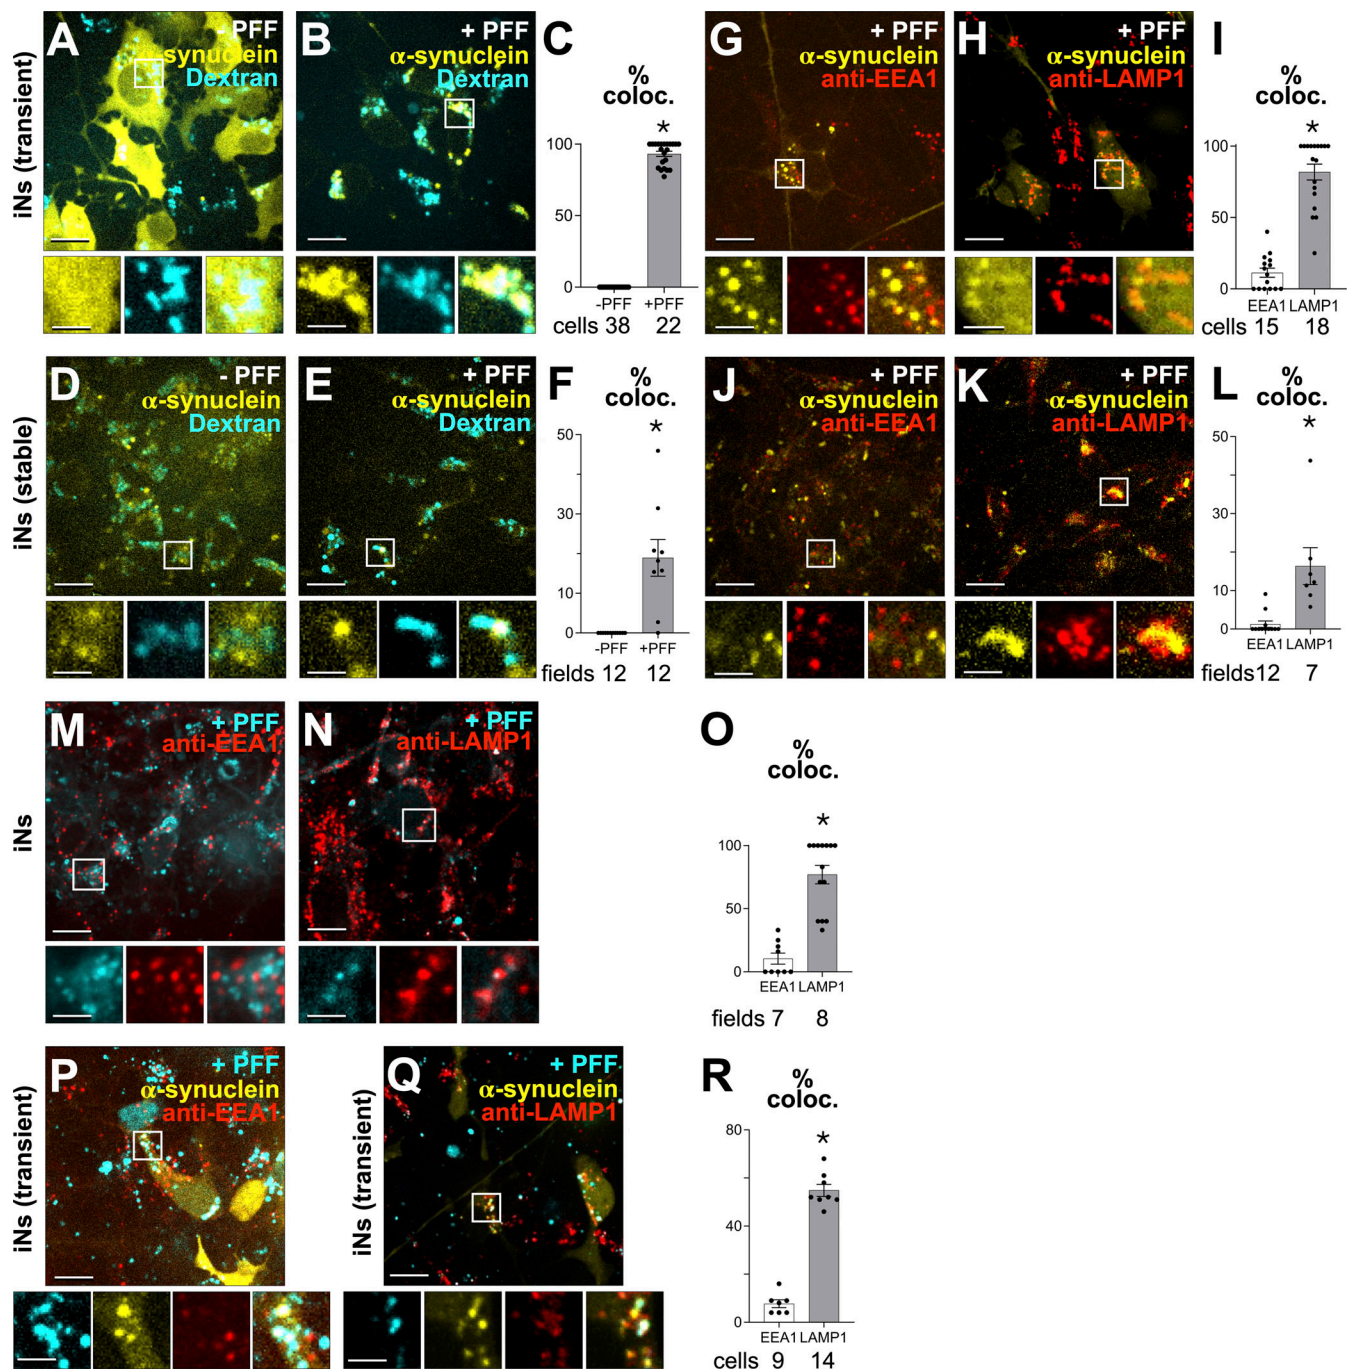 iNs (transient)
A
PFF
synuclein
Dextran
B
+ PFF
α-synuclein
Dextran
C
%
coloc.
*
100
50
0
-PFF +PFF
cells 38 22
G
+ PFF
α-synuclein
anti-EEA1
H
+ PFF
α-synuclein
anti-LAMP1
I
%
coloc.
*
100
50
0
EEA1 LAMP1
cells 15 18
iNs (stable)
D
- PFF
α-synuclein
Dextran
E
+ PFF
α-synuclein
Dextran
F
%
coloc.
*
50
30
10
0
-PFF +PFF
fields 12 12
J
+ PFF
α-synuclein
anti-EEA1
K
+ PFF
α-synuclein
anti-LAMP1
L
%
coloc.
*
50
30
10
0
EEA1 LAMP1
fields 12 7
iNs
M
+ PFF
anti-EEA1
N
+ PFF
anti-LAMP1
O
%
coloc.
*
100
50
0
EEA1 LAMP1
fields 7 8
iNs (transient)
P
+ PFF
α-synuclein
anti-EEA1
iNs (transient)
Q
+ PFF
α-synuclein
anti-LAMP1
R
%
coloc.
*
80
40
0
EEA1 LAMP1
cells 9 14